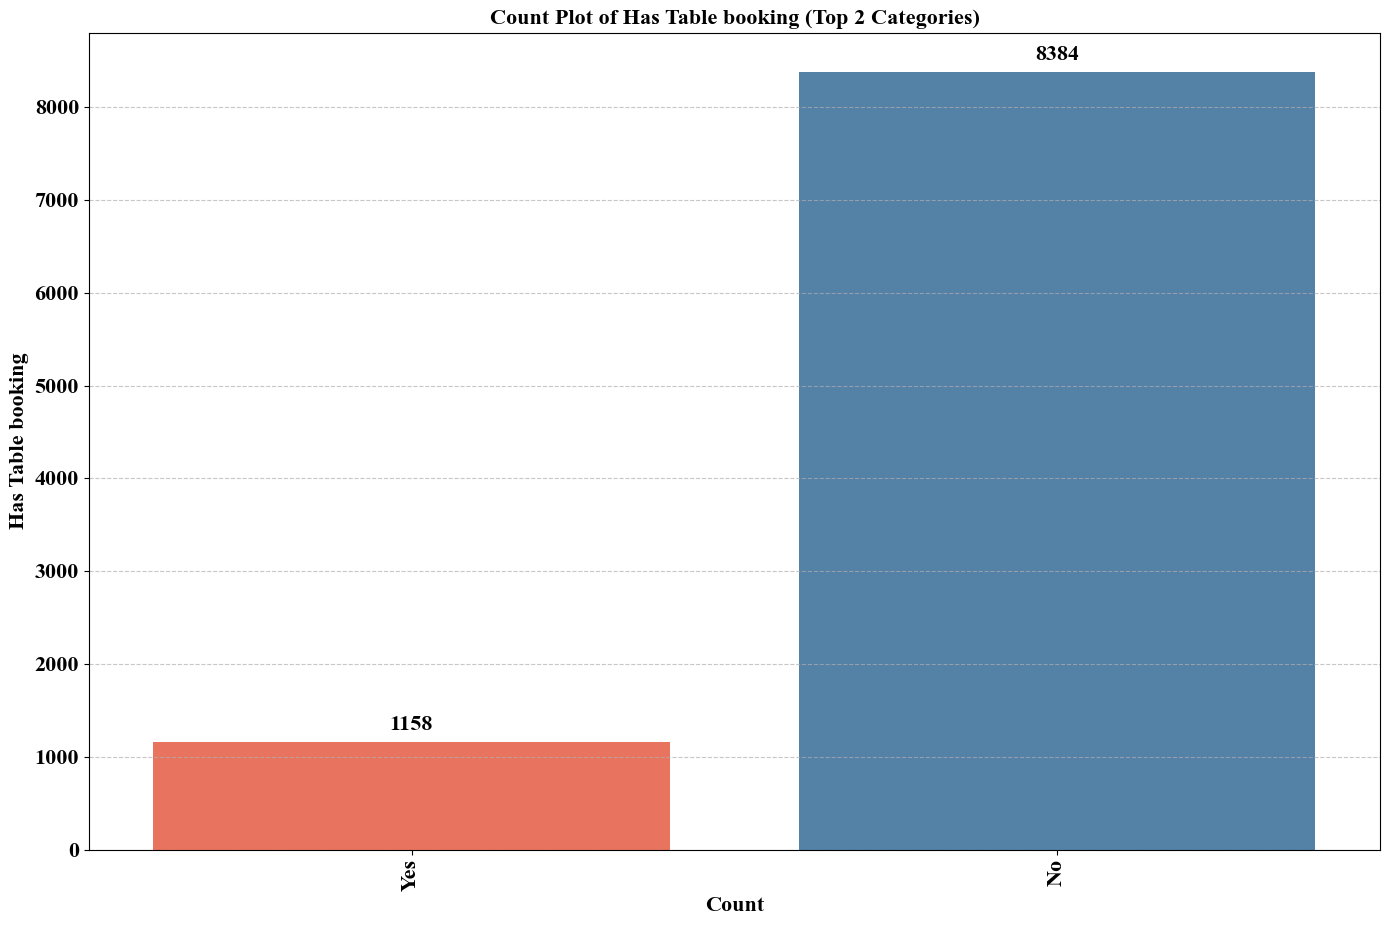 Count Plot of Has Table booking (Top 2 Categories)
8384
8000
7000
6000
5000
4000
3000
2000
1158
1000
0
Has Table booking
Yes
No
Count